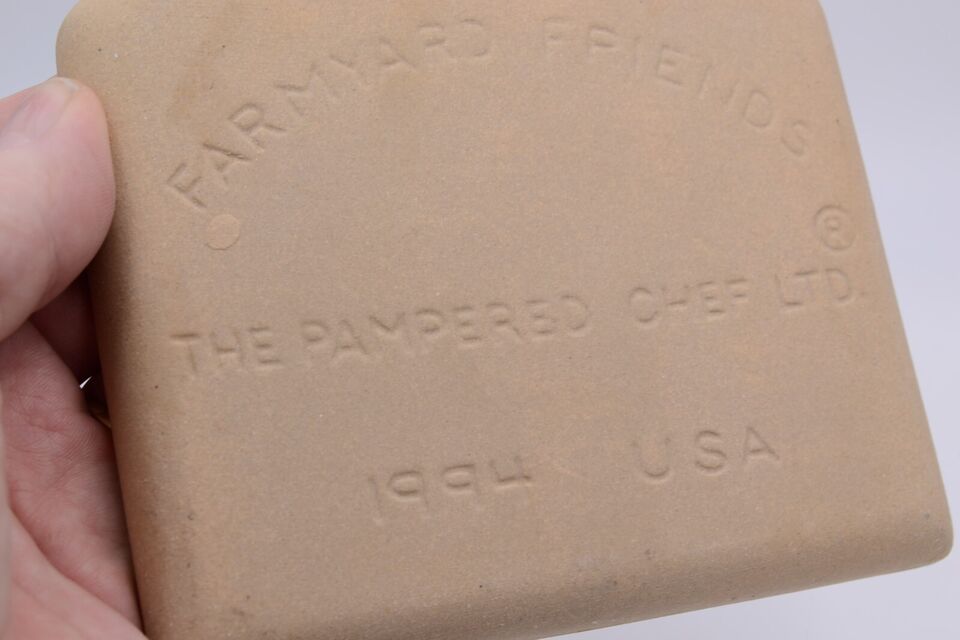 FARMYARD FRIENDS
®
THE PAMPERED CHEF LTD.
1994 USA